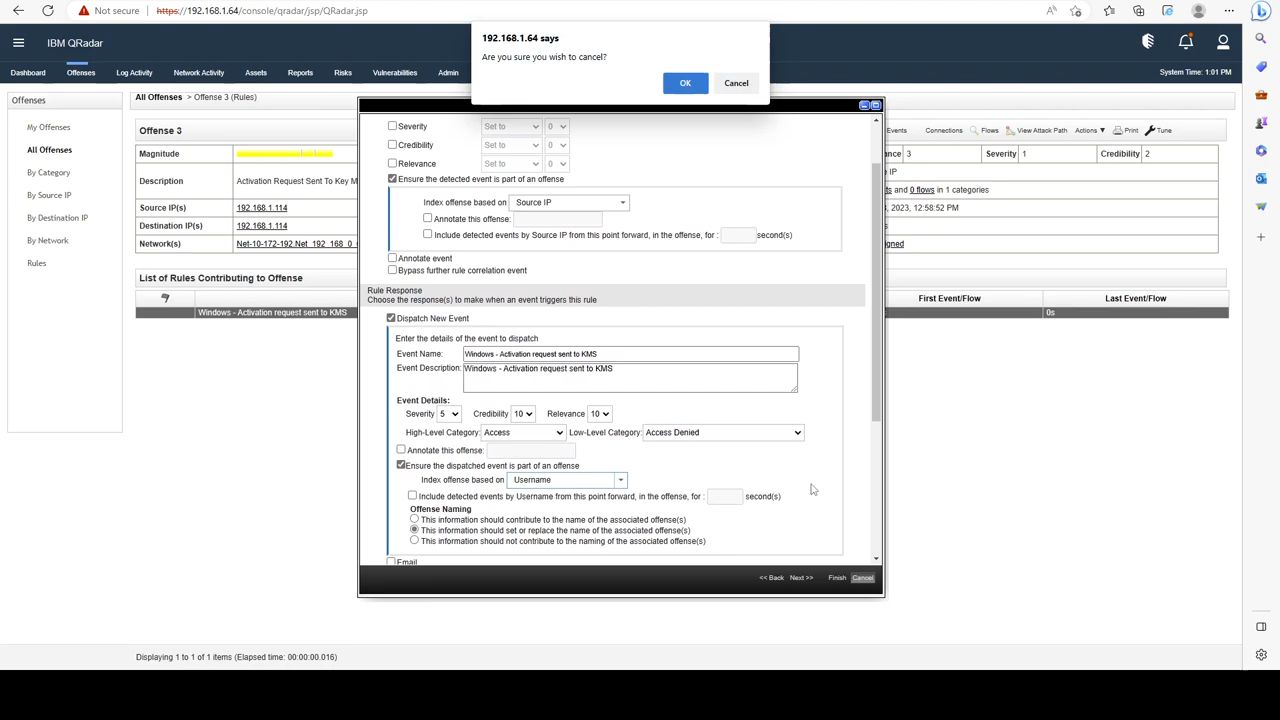 Not secure https://192.168.1.64/console/qradar/jsp/QRadar.jsp
192.168.1.64 says
Are you sure you wish to cancel?
OK Cancel
IBM QRadar
Dashboard Offenses Log Activity Network Activity Assets Reports Risks Vulnerabilities Admin System Time: 1:01 PM
Offenses
My Offenses
All Offenses
By Category
By Source IP
By Destination IP
By Network
Rules
All Offenses > Offense 3 (Rules)
Offense 3 Events Connections Flows View Attack Path Actions Print Tune
Magnitude ance 3 Severity 1 Credibility 2
Description Activation Request Sent To Key M
e IP
and 0 flows in 1 categories
Source IP(s) 192.168.1.114 , 2023, 12:58:52 PM
Destination IP(s) 192.168.1.114
Network(s) Net-10-172-192.Net_192_168_0_ gned
List of Rules Contributing to Offense
First Event/Flow Last Event/Flow
Windows - Activation request sent to KMS 0s
Severity Set to 0
Credibility Set to 0
Relevance Set to 0
Ensure the detected event is part of an offense
Index offense based on Source IP
Annotate this offense:
Include detected events by Source IP from this point forward, in the offense, for : second(s)
Annotate event
Bypass further rule correlation event
Rule Response
Choose the response(s) to make when an event triggers this rule
Dispatch New Event
Enter the details of the event to dispatch
Event Name: Windows - Activation request sent to KMS
Event Description: Windows - Activation request sent to KMS
Event Details:
Severity 5 Credibility 10 Relevance 10
High-Level Category: Access Low-Level Category: Access Denied
Annotate this offense:
Ensure the dispatched event is part of an offense
Index offense based on Username
Include detected events by Username from this point forward, in the offense, for : second(s)
Offense Naming
This information should contribute to the name of the associated offense(s)
This information should set or replace the name of the associated offense(s)
This information should not contribute to the naming of the associated offense(s)
Email
<< Back Next >> Finish Cancel
Displaying 1 to 1 of 1 items (Elapsed time: 00:00:00.016)